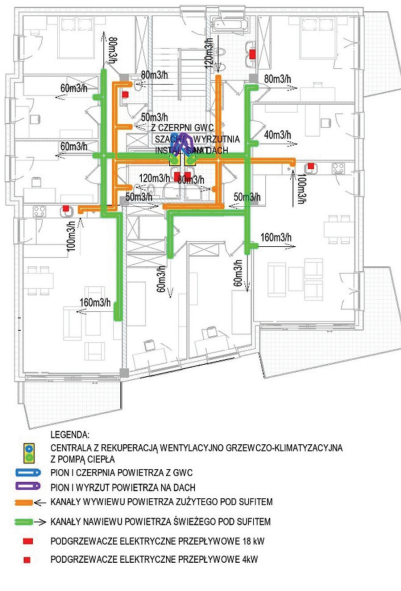 80m3/h
120m3/h
60m3/h
80m3/h
80m3/h
50m3/h
Z CZERPNI GWC
SZACHT WYRZUTNIA
40m3/h
60m3/h
120m3/h
80m3/h
100m3/h
50m3/h
50m3/h
100m3/h
160m3/h
60m3/h
60m3/h
160m3/h
LEGENDA:
CENTRALA Z REKUPERACJĄ WENTYLACYJNO GRZEWCZO-KLIMATYZACYJNA
Z POMPĄ CIEPŁA
PION I CZERPNIA POWIETRZA Z GWC
PION I WYRZUT POWIETRZA NA DACH
KANAŁY WYWIEWU POWIETRZA ZUŻYTEGO POD SUFITEM
KANAŁY NAWIEWU POWIETRZA ŚWIEŻEGO POD SUFITEM
PODGRZEWACZE ELEKTRYCZNE PRZEPŁYWOWE 18 kW
PODGRZEWACZE ELEKTRYCZNE PRZEPŁYWOWE 4kW